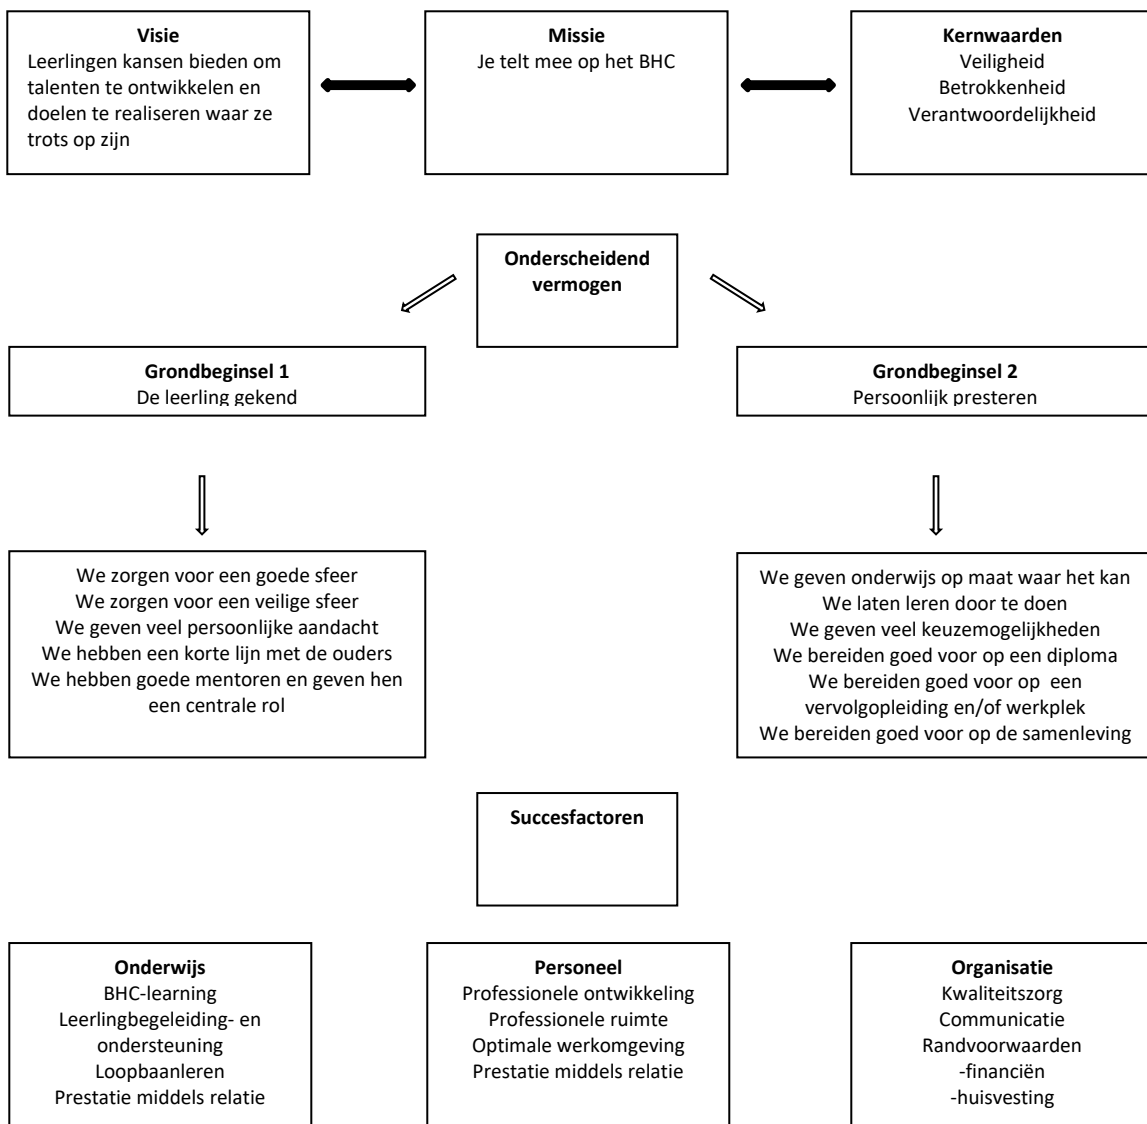 Visie
Leerlingen kansen bieden om
talenten te ontwikkelen en
doelen te realiseren waar ze
trots op zijn
Missie
Je telt mee op het BHC
Kernwaarden
Veiligheid
Betrokkenheid
Verantwoordelijkheid
Onderscheidend
vermogen
Grondbeginsel 1
De leerling gekend
Grondbeginsel 2
Persoonlijk presteren
We zorgen voor een goede sfeer
We zorgen voor een veilige sfeer
We geven veel persoonlijke aandacht
We hebben een korte lijn met de ouders
We hebben goede mentoren en geven hen
een centrale rol
We geven onderwijs op maat waar het kan
We laten leren door te doen
We geven veel keuzemogelijkheden
We bereiden goed voor op een diploma
We bereiden goed voor op een
vervolgopleiding en/of werkplek
We bereiden goed voor op de samenleving
Succesfactoren
Onderwijs
BHC-learning
Leerlingbegeleiding- en
ondersteuning
Loopbaanleren
Prestatie middels relatie
Personeel
Professionele ontwikkeling
Professionele ruimte
Optimale werkomgeving
Prestatie middels relatie
Organisatie
Kwaliteitszorg
Communicatie
Randvoorwaarden
-financiën
-huisvesting